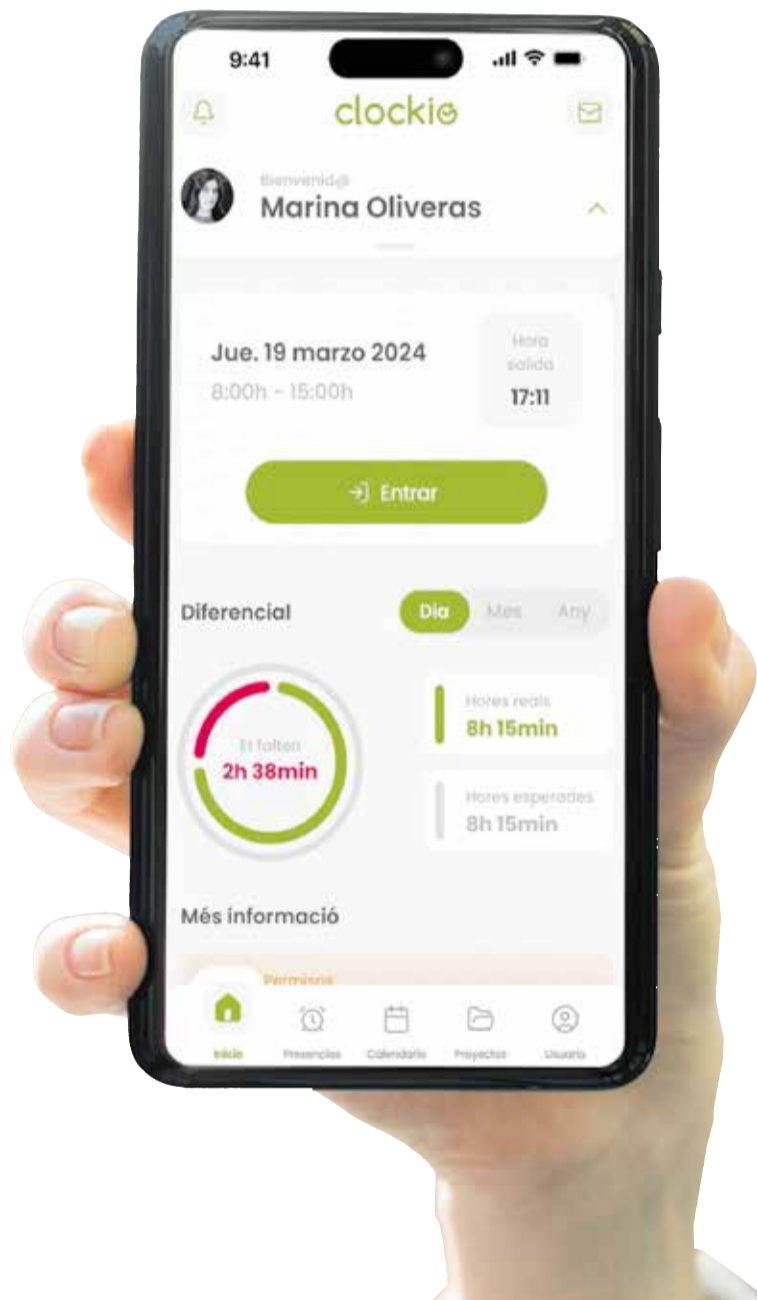 9:41
clockio
Bienvenid@
Marina Oliveras
Jue. 19 marzo 2024
8:00h - 15:00h
Hora
salida
17:11
Entrar
Diferencial
Dia
Mes
Any
Et falten
2h 38min
Hores reals
8h 15min
Hores esperades
8h 15min
Més informació
Permisos
Inicio
Presencias
Calendario
Proyectos
Usuario